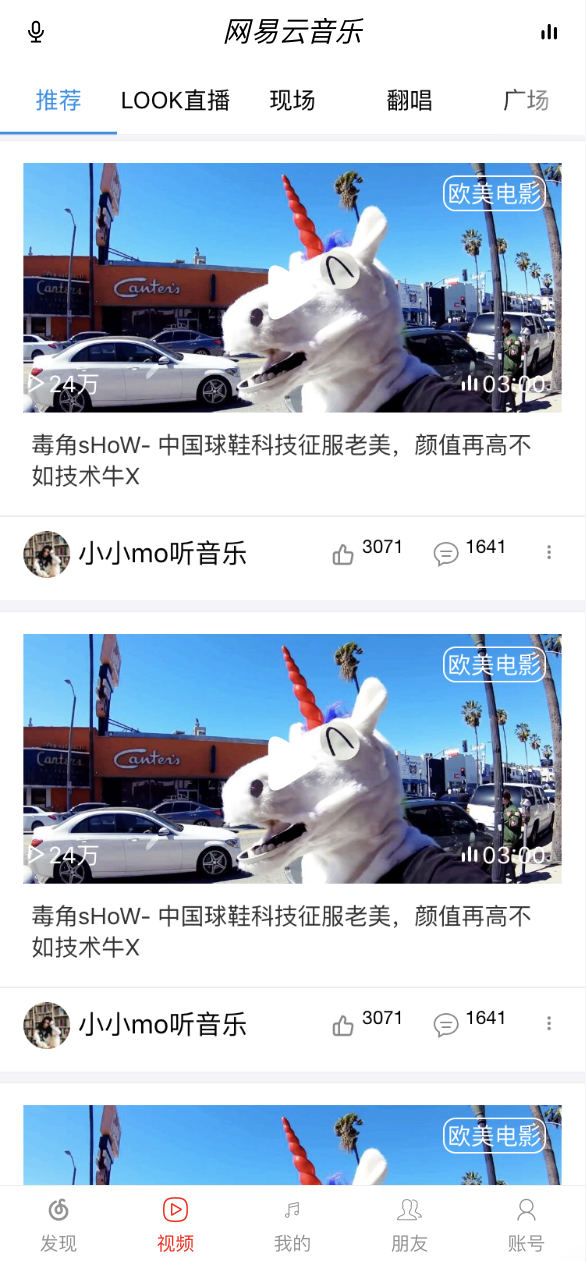 网易云音乐
推荐 LOOK直播 现场 翻唱 广场
欧美电影
Canter's Canter's
24万 03:00
毒角sHoW- 中国球鞋科技征服老美，颜值再高不
如技术牛X
小小mo听音乐 3071 1641
欧美电影
Canter's Canter's
24万 03:00
毒角sHoW- 中国球鞋科技征服老美，颜值再高不
如技术牛X
小小mo听音乐 3071 1641
欧美电影
发现 视频 我的 朋友 账号